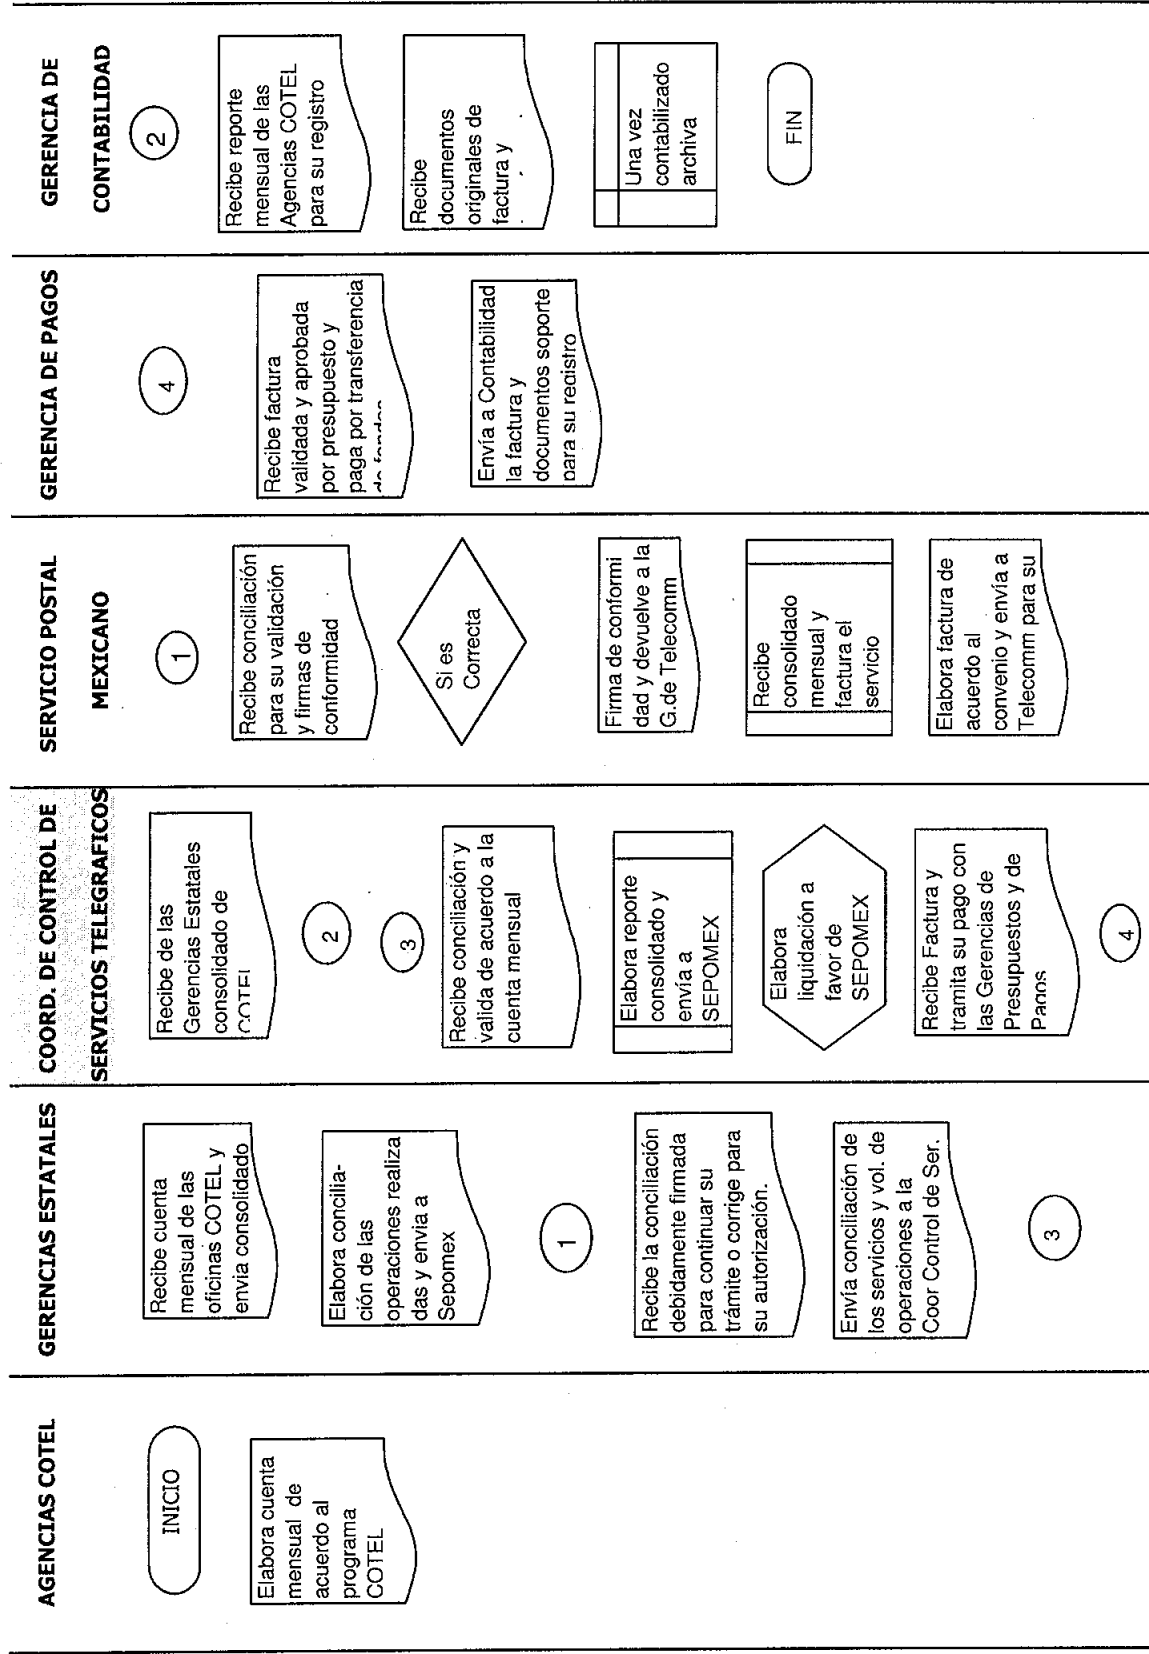 AGENCIAS COTEL
INICIO
Elabora cuenta
mensual de
acuerdo al
programa
COTEL
GERENCIAS ESTATALES
Recibe cuenta
mensual de las
oficinas COTEL y
envia consolidado
Elabora concilia-
ción de las
operaciones realiza
das y envia a
Sepomex
1
Recibe la conciliación
debidamente firmada
para continuar su
trámite o corrige para
su autorización.
Envía conciliación de
los servicios y vol. de
operaciones a la
Coor Control de Ser.
3
COORD. DE CONTROL DE
SERVICIOS TELEGRAFICOS
Recibe de las
Gerencias Estatales
consolidado de
COTEL
2
3
Recibe conciliación y
valida de acuerdo a la
cuenta mensual
Elabora reporte
consolidado y
envía a
SEPOMEX
Elabora
liquidación a
favor de
SEPOMEX
Recibe Factura y
tramita su pago con
las Gerencias de
Presupuestos y de
Pagos
4
SERVICIO POSTAL
MEXICANO
1
Recibe conciliación
para su validación
y firmas de
conformidad
Si es
Correcta
Firma de conformi
dad y devuelve a la
G.de Telecomm
Recibe
consolidado
mensual y
factura el
servicio
Elabora factura de
acuerdo al
convenio y envía a
Telecomm para su
GERENCIA DE PAGOS
4
Recibe factura
validada y aprobada
por presupuesto y
paga por transferencia
de fondos
Envía a Contabilidad
la factura y
documentos soporte
para su registro
GERENCIA DE
CONTABILIDAD
2
Recibe reporte
mensual de las
Agencias COTEL
para su registro
Recibe
documentos
originales de
factura y
Una vez
contabilizado
archiva
FIN